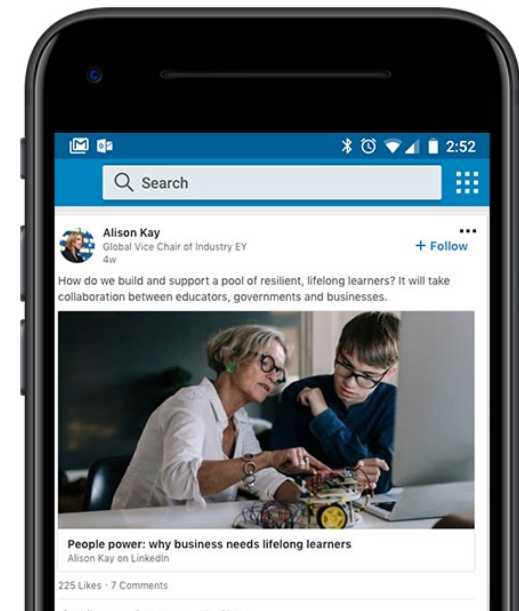 2:52
Search
Alison Kay
Global Vice Chair of Industry EY
4w
+ Follow
How do we build and support a pool of resilient, lifelong learners? It will take
collaboration between educators, governments and businesses.
People power: why business needs lifelong learners
Alison Kay on LinkedIn
225 Likes · 7 Comments